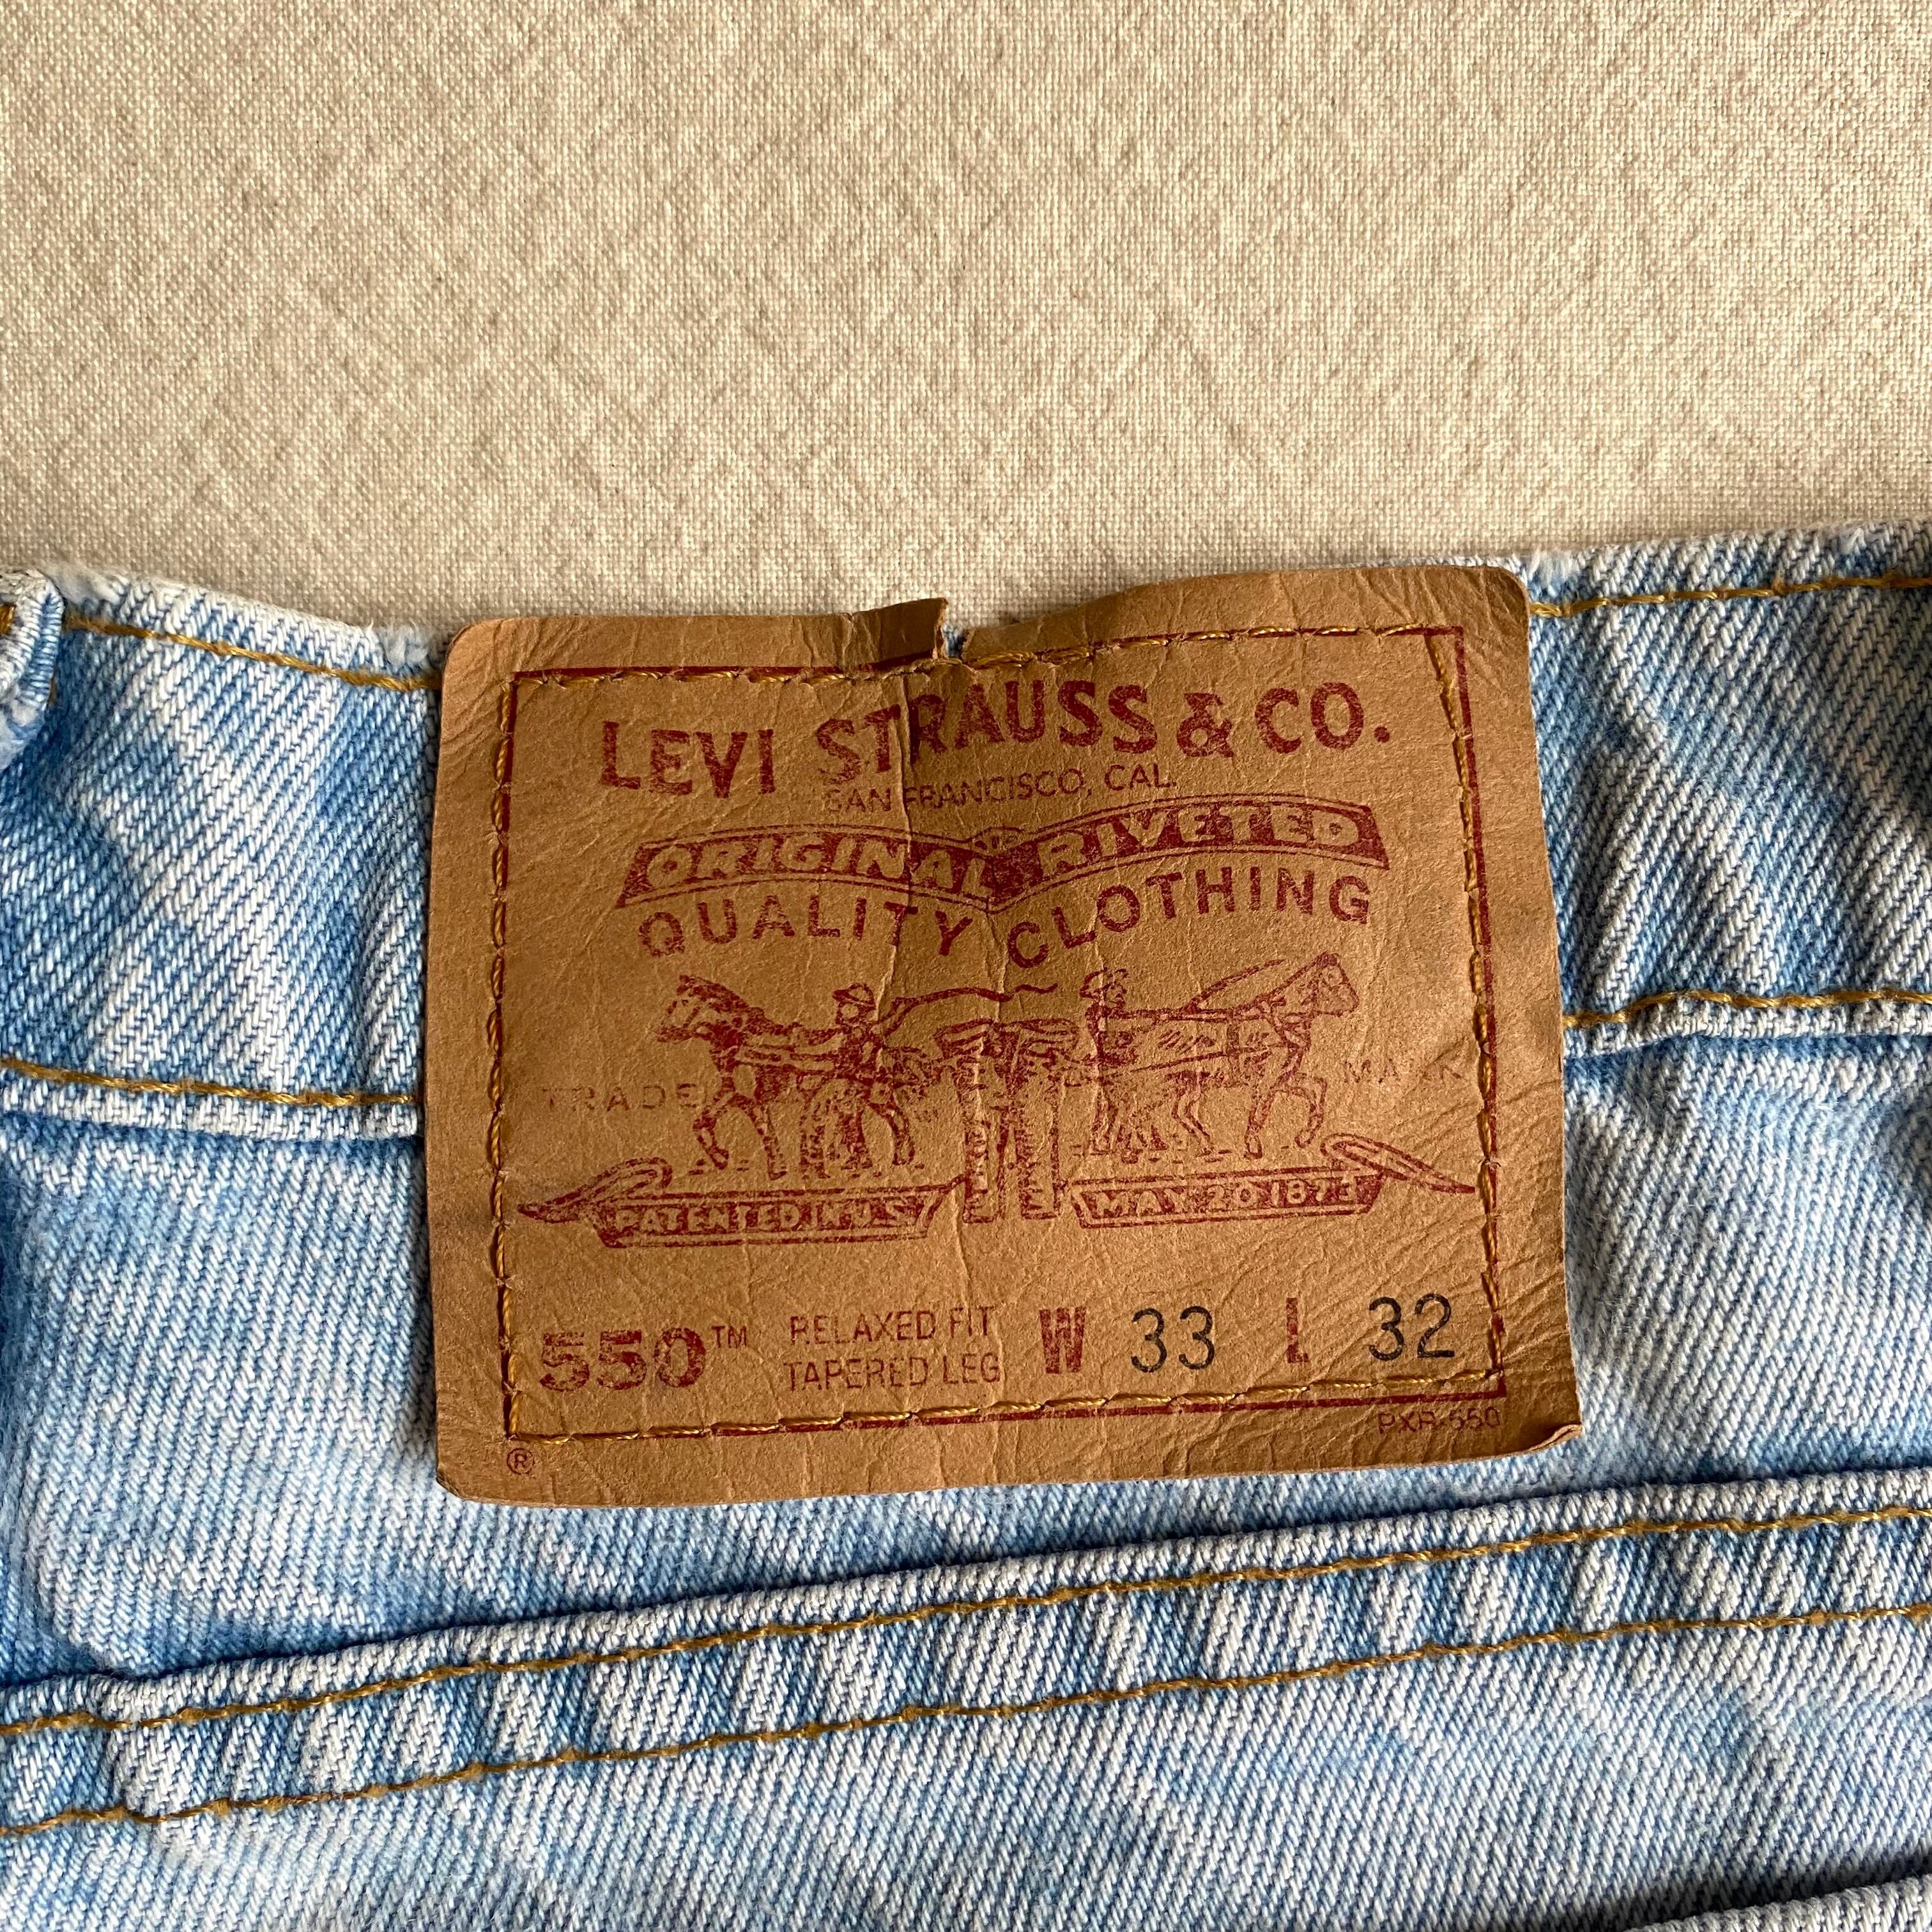 LEVI STRAUSS & CO.
SAN FRANCISCO, CAL.
ORIGINAL RIVETED
QUALITY CLOTHING
TRADE MARK
PATENTED IN U.S. MAY 20 1873
550™ RELAXED FIT
TAPERED LEG
W 33 L 32
® PXR-550